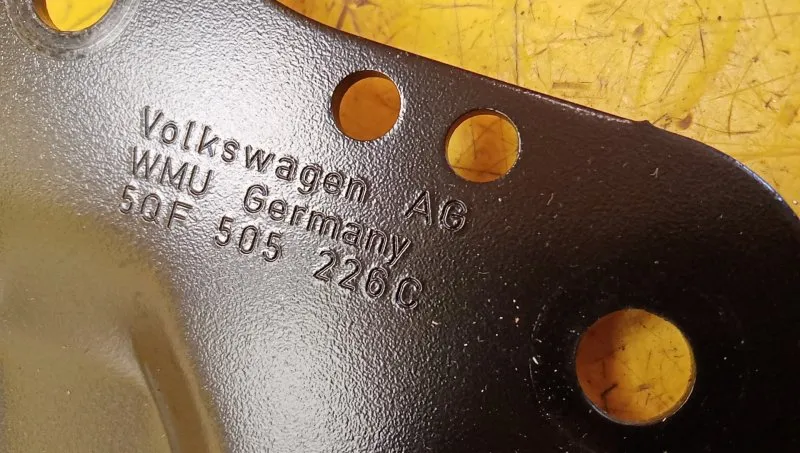 Volkswagen AG
WMU Germany
5QF 505 226C